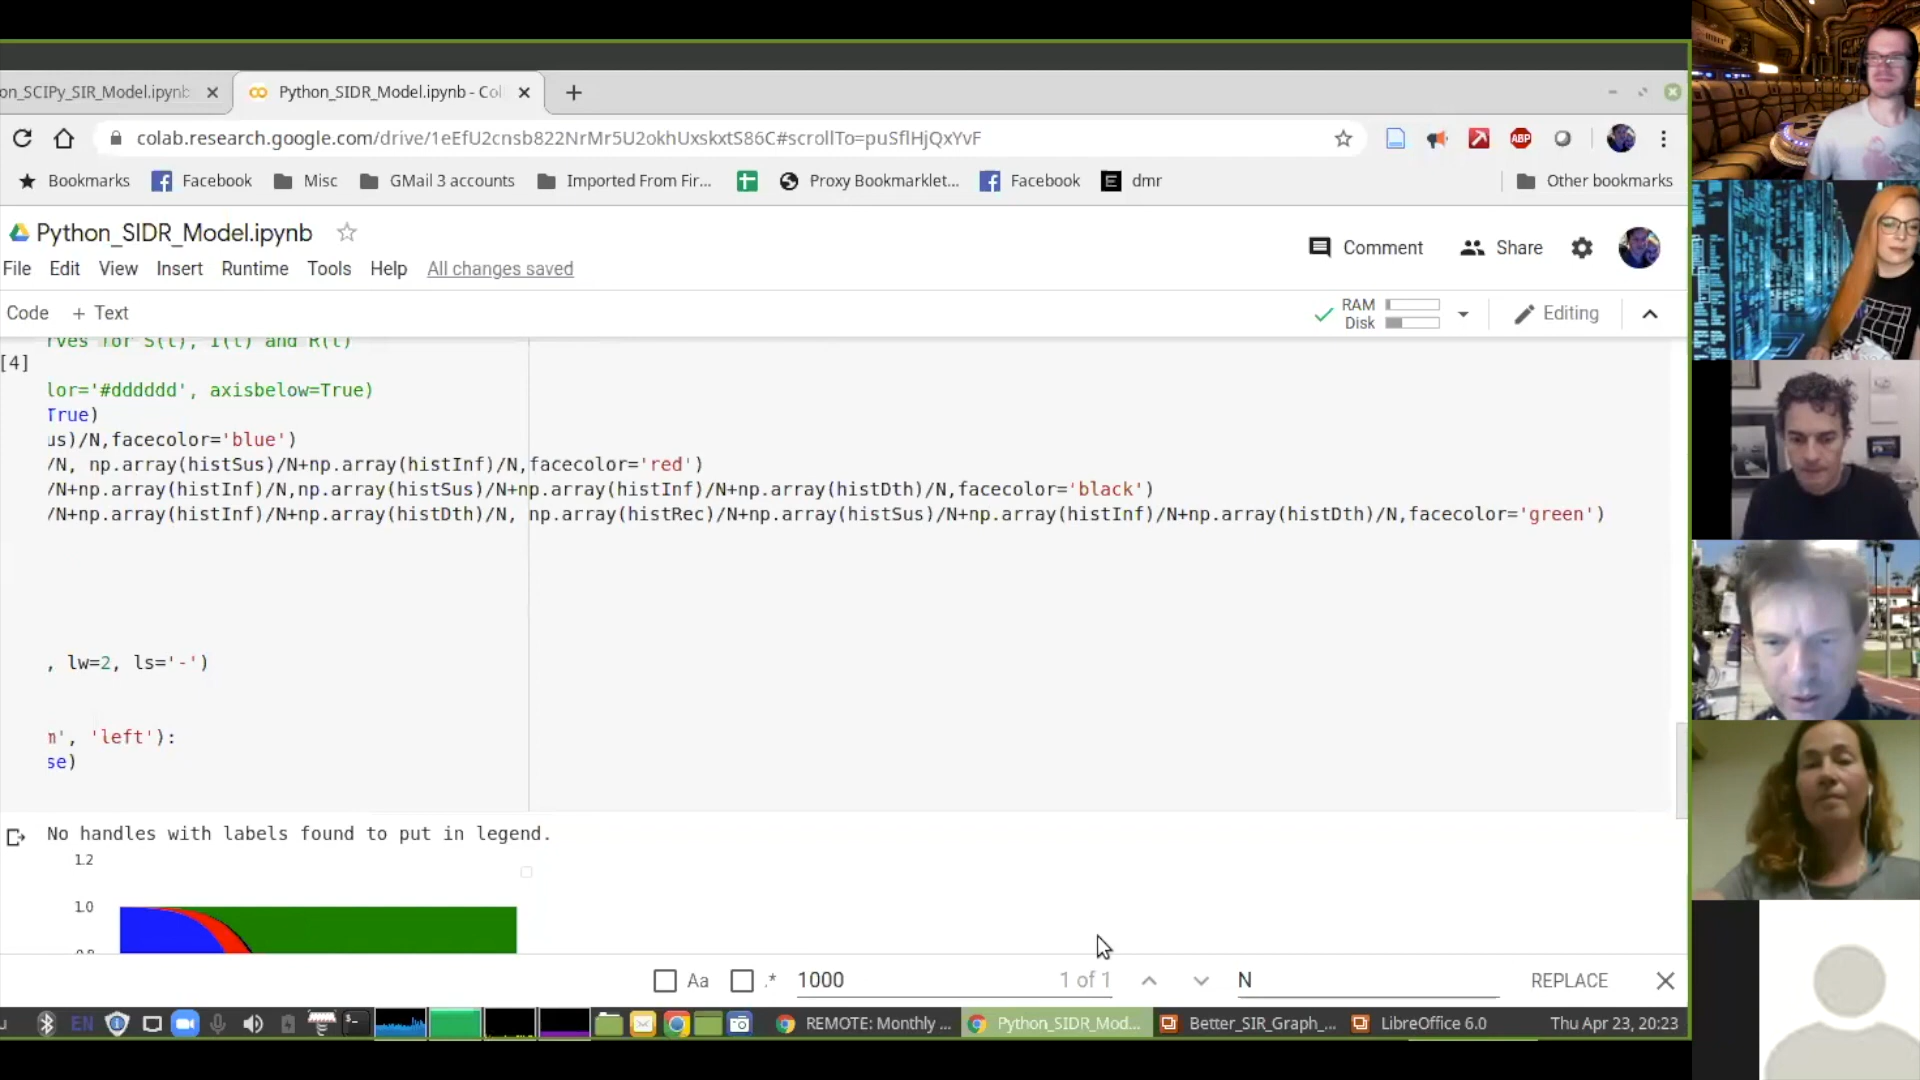 on_SCIPy_SIR_Model.ipynb
Python_SIDR_Model.ipynb - Col
colab.research.google.com/drive/1eEfU2cnsb822NrMr5U2okhUxskxtS86C#scrollTo=puSflHjQxYvF
ABP
Bookmarks Facebook Misc GMail 3 accounts Imported From Fir... Proxy Bookmarklet... Facebook E dmr Other bookmarks
Python_SIDR_Model.ipynb
Comment Share
File Edit View Insert Runtime Tools Help All changes saved
Code + Text
RAM
Disk
Editing
rves for S(t), I(t) and R(t)
[4]
lor='#dddddd', axisbelow=True)
True)
us)/N,facecolor='blue')
/N, np.array(histSus)/N+np.array(histInf)/N,facecolor='red')
/N+np.array(histInf)/N,np.array(histSus)/N+np.array(histInf)/N+np.array(histDth)/N,facecolor='black')
/N+np.array(histInf)/N+np.array(histDth)/N, np.array(histRec)/N+np.array(histSus)/N+np.array(histInf)/N+np.array(histDth)/N,facecolor='green')
, lw=2, ls='-')
m', 'left'):
se)
No handles with labels found to put in legend.
1.2
1.0
Aa .* 1000 1 of 1 N REPLACE
EN REMOTE: Monthly ... Python_SIDR_Mod... Better_SIR_Graph_... LibreOffice 6.0 Thu Apr 23, 20:23